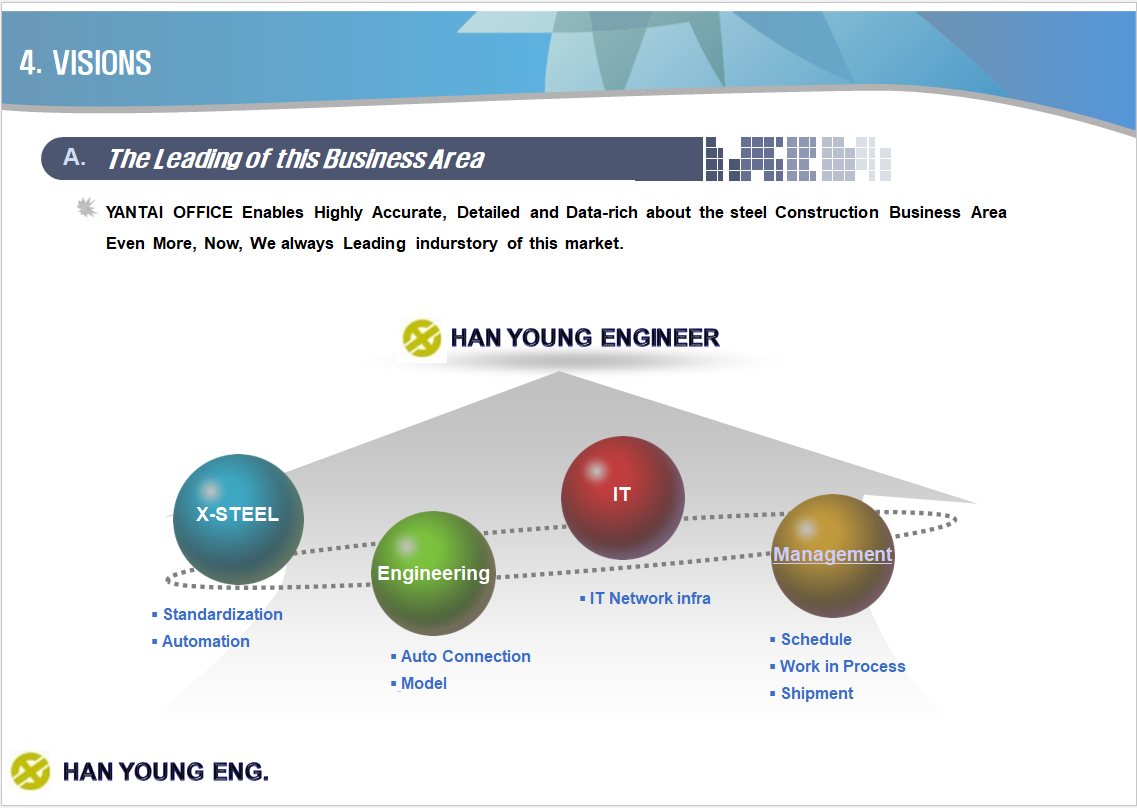 4. VISIONS
A. The Leading of this Business Area
YANTAI OFFICE Enables Highly Accurate, Detailed and Data-rich about the steel Construction Business Area
Even More, Now, We always Leading indurstory of this market.
HAN YOUNG ENGINEER
X-STEEL
▪ Standardization
▪ Automation
Engineering
▪ Auto Connection
▪ Model
IT
▪ IT Network infra
Management
▪ Schedule
▪ Work in Process
▪ Shipment
HAN YOUNG ENG.